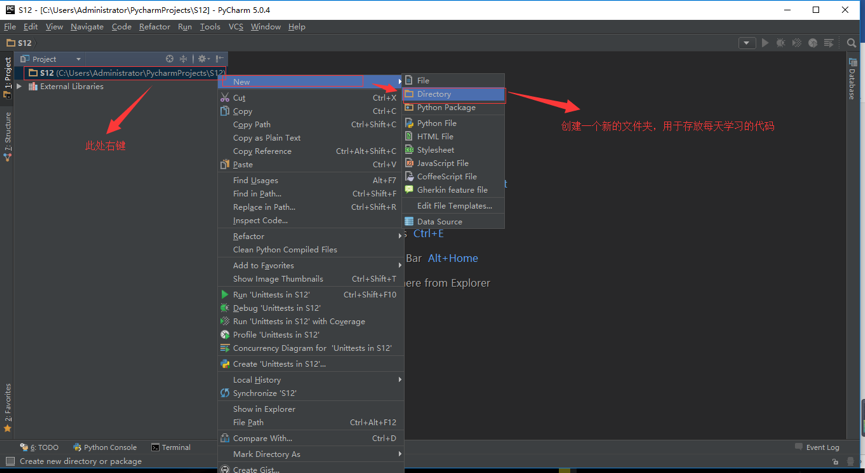 S12 - [C:\Users\Administrator\PycharmProjects\S12] - PyCharm 5.0.4
File Edit View Navigate Code Refactor Run Tools VCS Window Help
S12
Project
S12 (C:\Users\Administrator\PycharmProjects\S12)
External Libraries
1: Project
7: Structure
2: Favorites
Database
此处右键
New
Cut Ctrl+X
Copy Ctrl+C
Copy Path Ctrl+Shift+C
Copy as Plain Text
Copy Reference Ctrl+Alt+Shift+C
Paste Ctrl+V
Find Usages Alt+F7
Find in Path... Ctrl+Shift+F
Replace in Path... Ctrl+Shift+R
Inspect Code...
Refactor
Clean Python Compiled Files
Add to Favorites
Show Image Thumbnails Ctrl+Shift+T
Run 'Unittests in S12' Ctrl+Shift+F10
Debug 'Unittests in S12'
Run 'Unittests in S12' with Coverage
Profile 'Unittests in S12'
Concurrency Diagram for 'Unittests in S12'
Create 'Unittests in S12'...
Local History
Synchronize 'S12'
Show in Explorer
File Path Ctrl+Alt+F12
Compare With... Ctrl+D
Mark Directory As
Create Gist...
File
Directory
Python Package
Python File
HTML File
Stylesheet
JavaScript File
CoffeeScript File
Gherkin feature file
Edit File Templates...
Data Source
创建一个新的文件夹，用于存放每天学习的代码
t
s Ctrl+E
Bar Alt+Home
here from Explorer
6: TODO Python Console Terminal Event Log
Create new directory or package